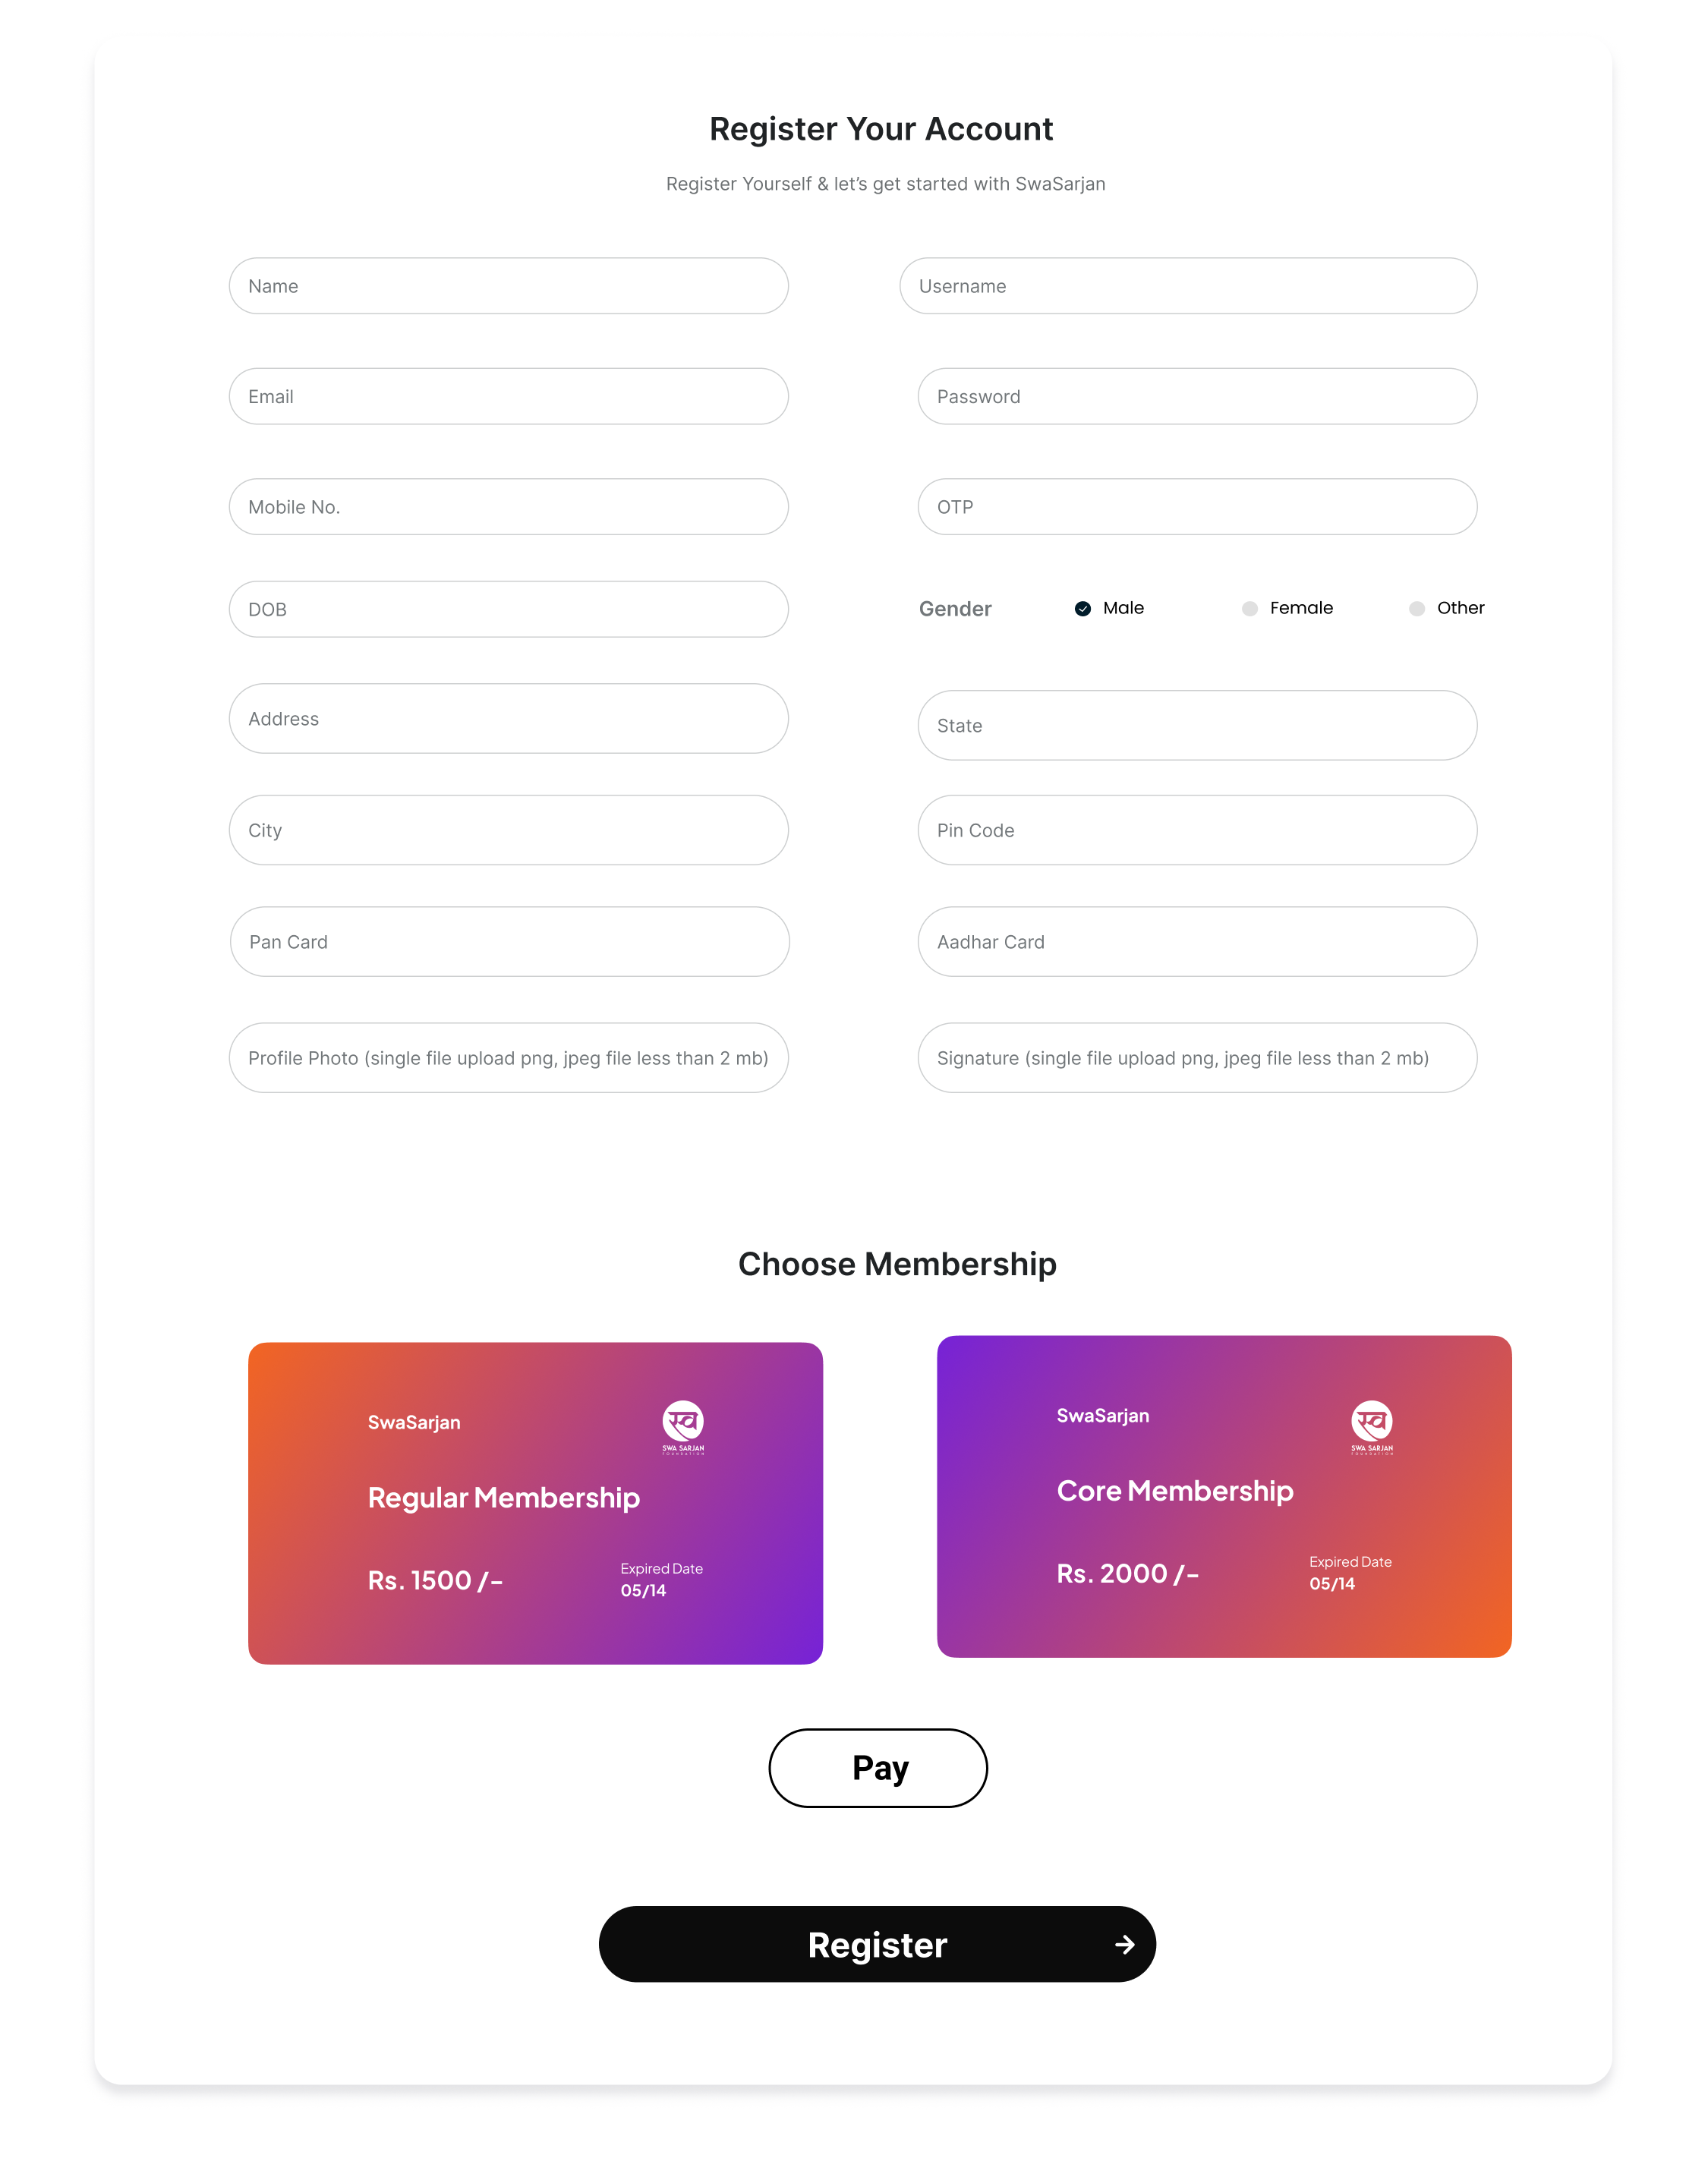 Register Your Account
Register Yourself & let’s get started with SwaSarjan
Name
Username
Email
Password
Mobile No.
OTP
DOB
Gender
Male
Female
Other
Address
State
City
Pin Code
Pan Card
Aadhar Card
Profile Photo (single file upload png, jpeg file less than 2 mb)
Signature (single file upload png, jpeg file less than 2 mb)
Choose Membership
SwaSarjan
स्व
SWA SARJAN
FOUNDATION
Regular Membership
Rs. 1500 /-
Expired Date
05/14
SwaSarjan
स्व
SWA SARJAN
FOUNDATION
Core Membership
Rs. 2000 /-
Expired Date
05/14
Pay
Register